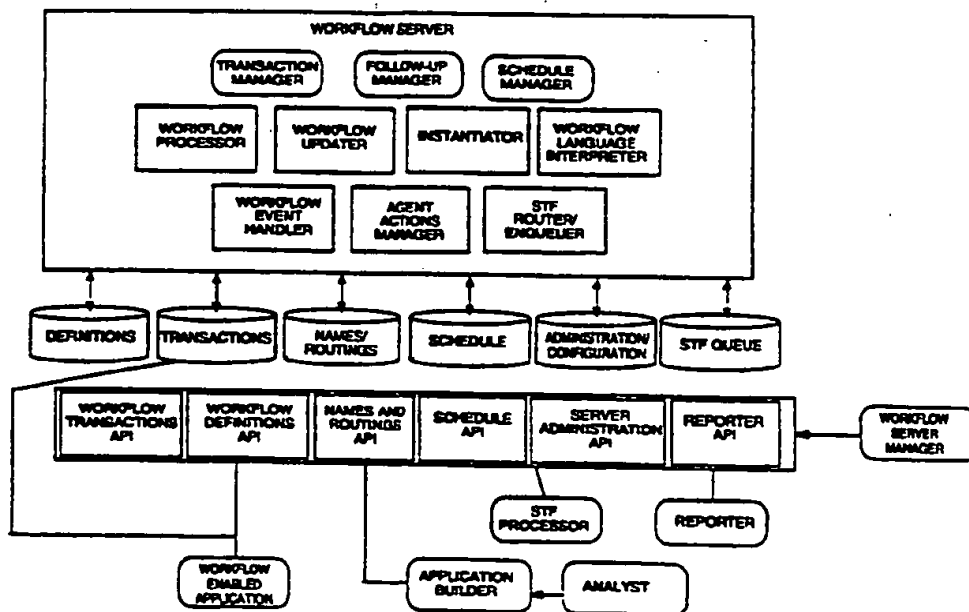 WORKFLOW SERVER
TRANSACTION
MANAGER
FOLLOW-UP
MANAGER
SCHEDULE
MANAGER
WORKFLOW
PROCESSOR
WORKFLOW
UPDATER
INSTANTIATOR
WORKFLOW
LANGUAGE
INTERPRETER
WORKFLOW
EVENT
HANDLER
AGENT
ACTIONS
MANAGER
STF
ROUTER/
ENQUEUER
DEFINITIONS
TRANSACTIONS
NAMES/
ROUTINGS
SCHEDULE
ADMINISTRATION/
CONFIGURATION
STF QUEUE
WORKFLOW
TRANSACTIONS
API
WORKFLOW
DEFINITIONS
API
NAMES AND
ROUTINGS API
SCHEDULE
API
SERVER
ADMINISTRATION
API
REPORTER
API
WORKFLOW
SERVER
MANAGER
STF
PROCESSOR
REPORTER
WORKFLOW
ENABLED
APPLICATION
APPLICATION
BUILDER
ANALYST